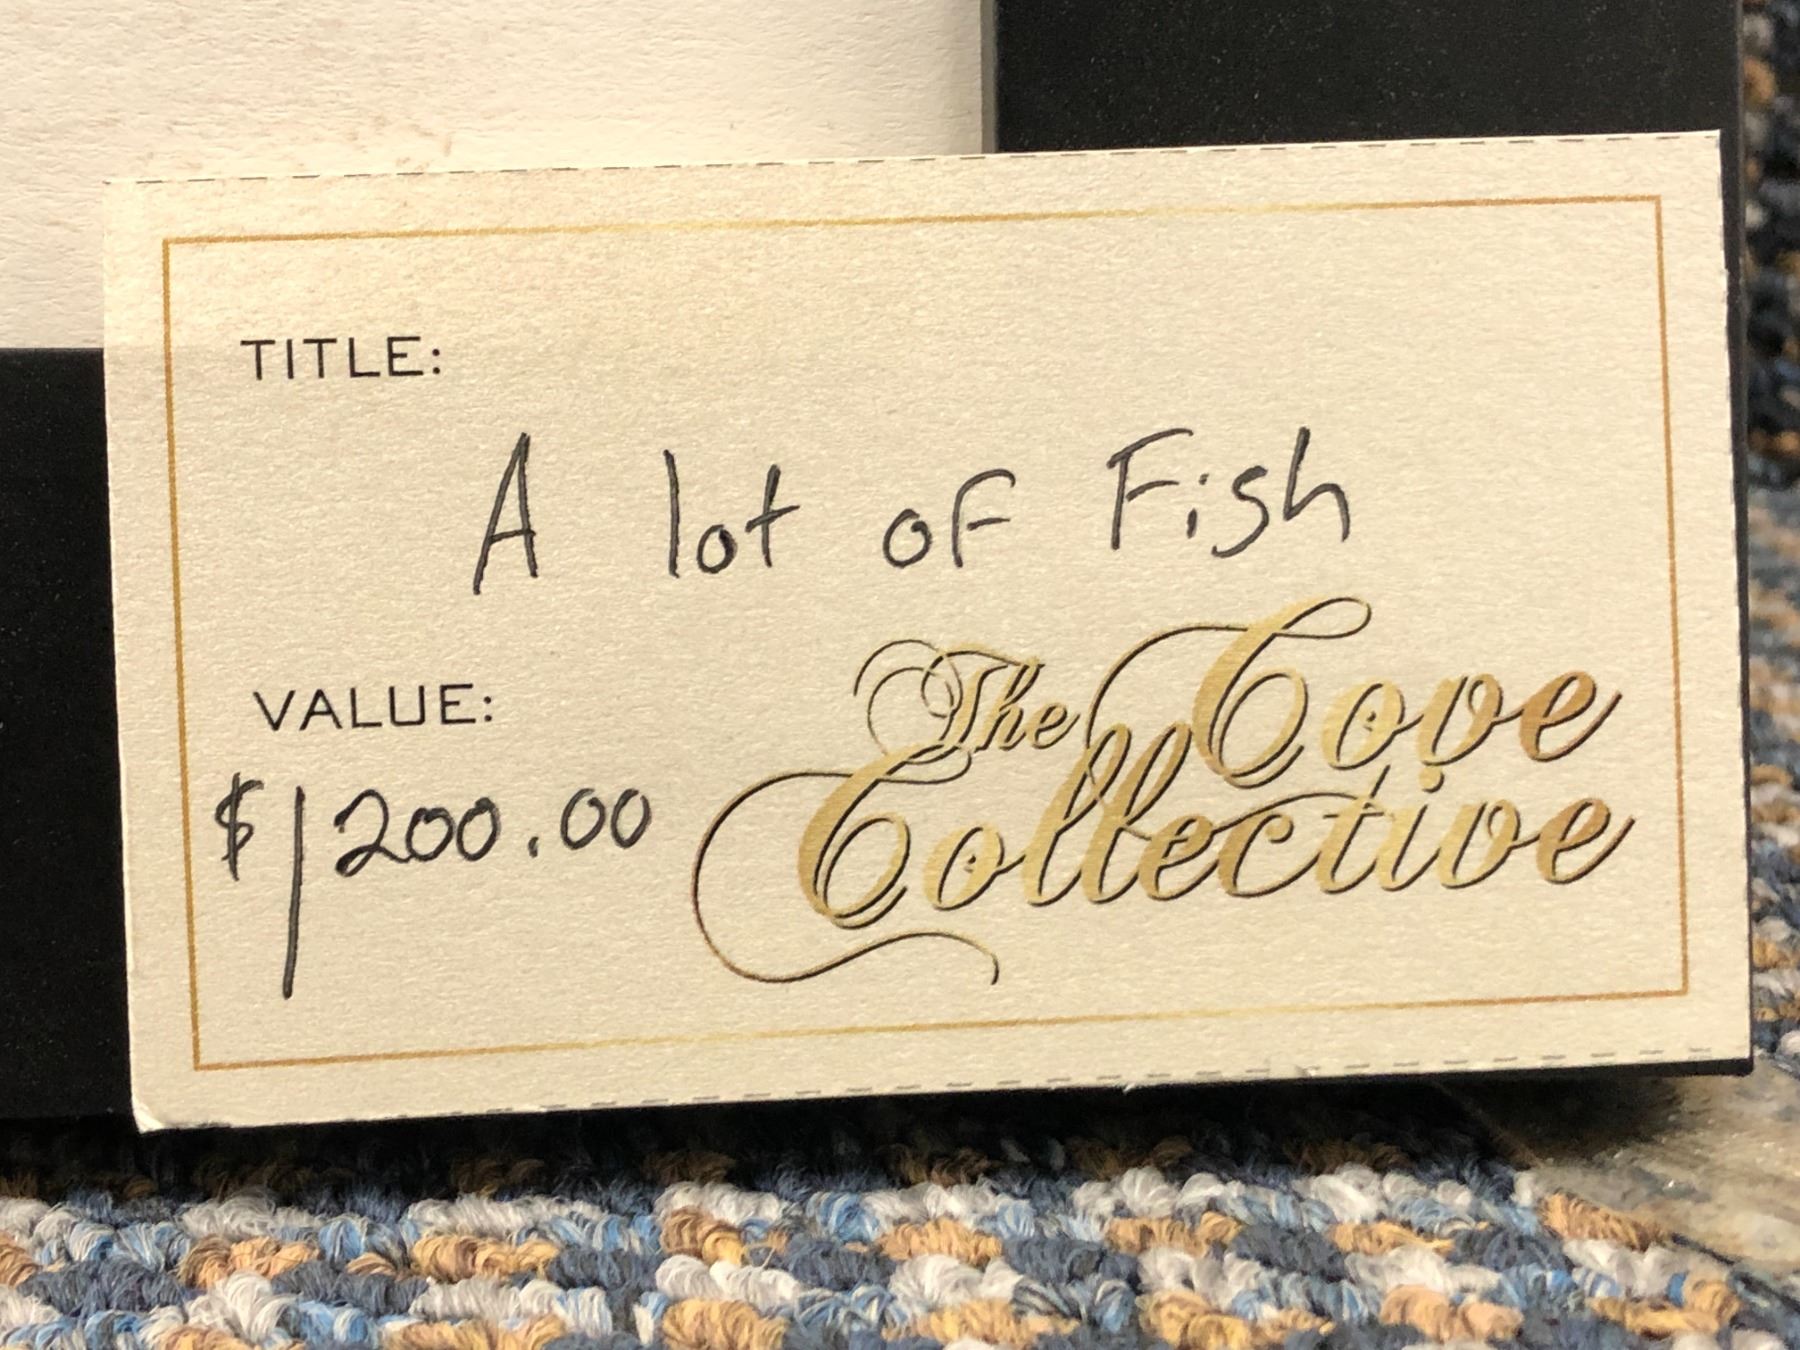 TITLE:
A lot of Fish
VALUE:
$1200.00
The Cove
Collective